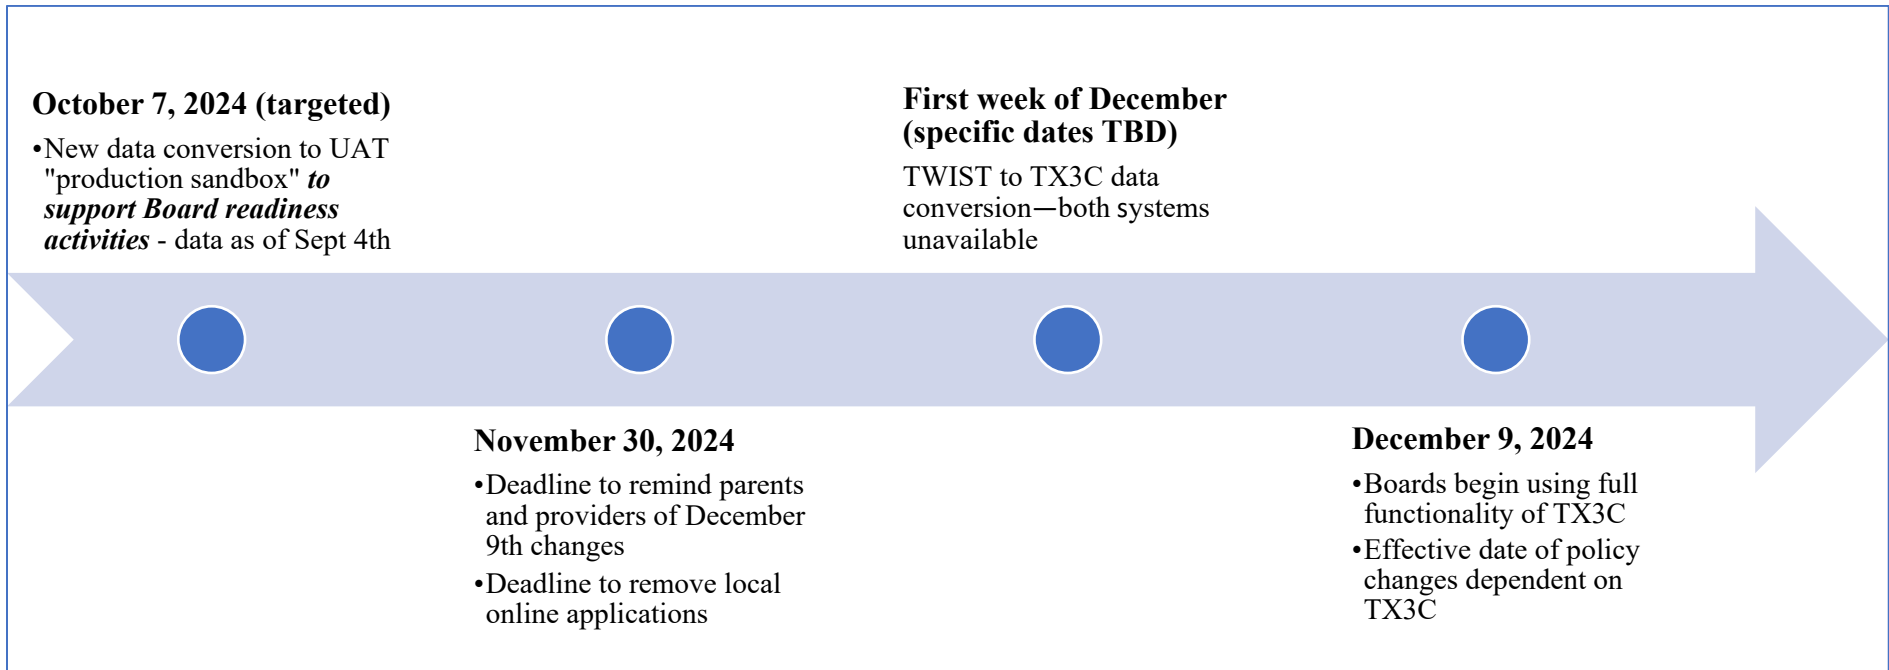 October 7, 2024 (targeted)
•New data conversion to UAT
"production sandbox" to
support Board readiness
activities - data as of Sept 4th
November 30, 2024
•Deadline to remind parents
and providers of December
9th changes
•Deadline to remove local
online applications
First week of December
(specific dates TBD)
TWIST to TX3C data
conversion—both systems
unavailable
December 9, 2024
•Boards begin using full
functionality of TX3C
•Effective date of policy
changes dependent on
TX3C